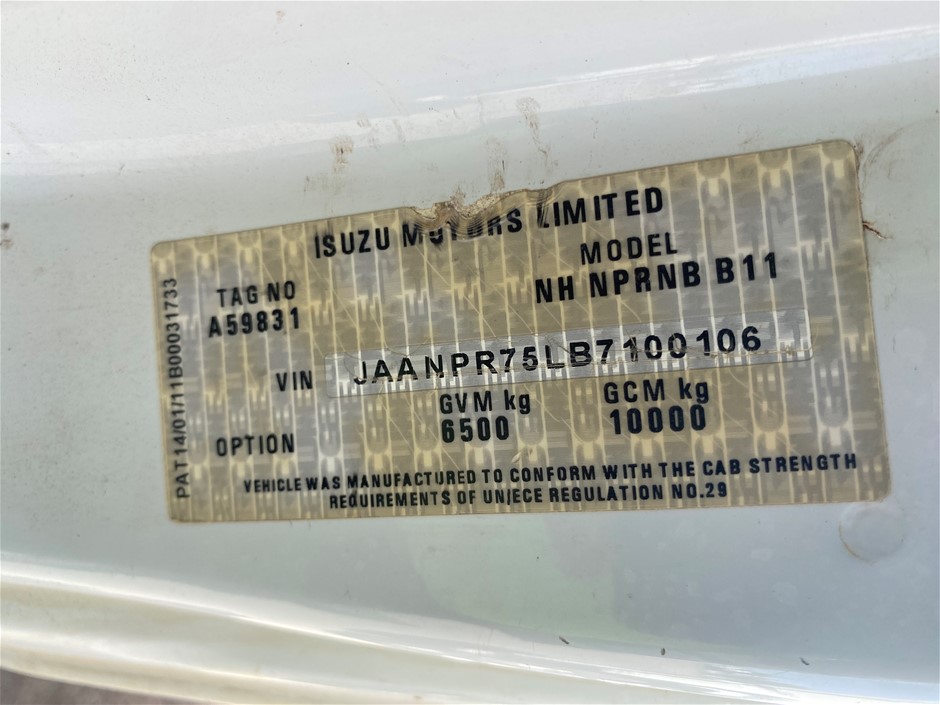 ISUZU MOTORS LIMITED
MODEL
NH NPRNB B11
TAG NO
A59831
VIN JAANPR75LB7100106
GVM kg GCM kg
6500 10000
OPTION
VEHICLE WAS MANUFACTURED TO CONFORM WITH THE CAB STRENGTH
REQUIREMENTS OF UN/ECE REGULATION NO.29
PAT14/01/11B00031733